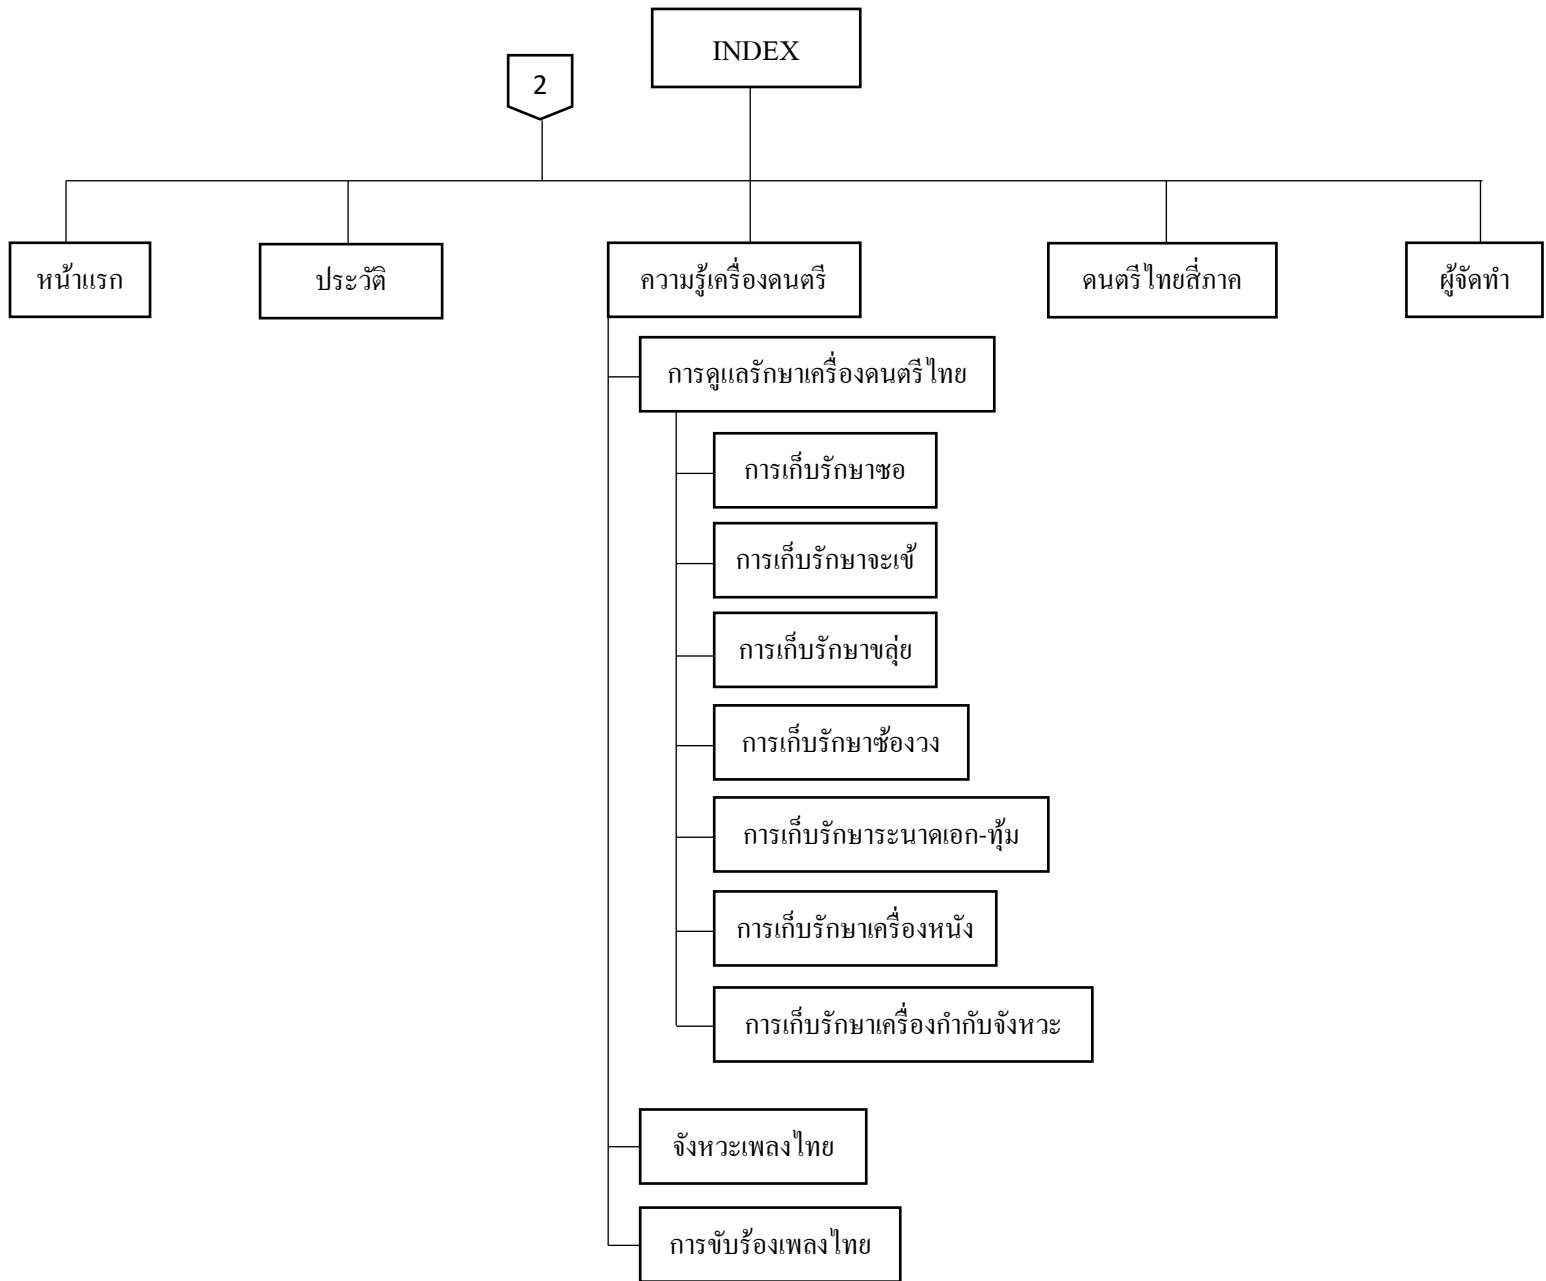 INDEX
2
หน้าแรก
ประวัติ
ความรู้เครื่องดนตรี
ดนตรีไทยสี่ภาค
ผู้จัดทำ
การดูแลรักษาเครื่องดนตรีไทย
การเก็บรักษาซอ
การเก็บรักษาจะเข้
การเก็บรักษาขลุ่ย
การเก็บรักษาซ้องวง
การเก็บรักษาระนาดเอก-ทุ้ม
การเก็บรักษาเครื่องหนัง
การเก็บรักษาเครื่องกำกับจังหวะ
จังหวะเพลงไทย
การขับร้องเพลงไทย